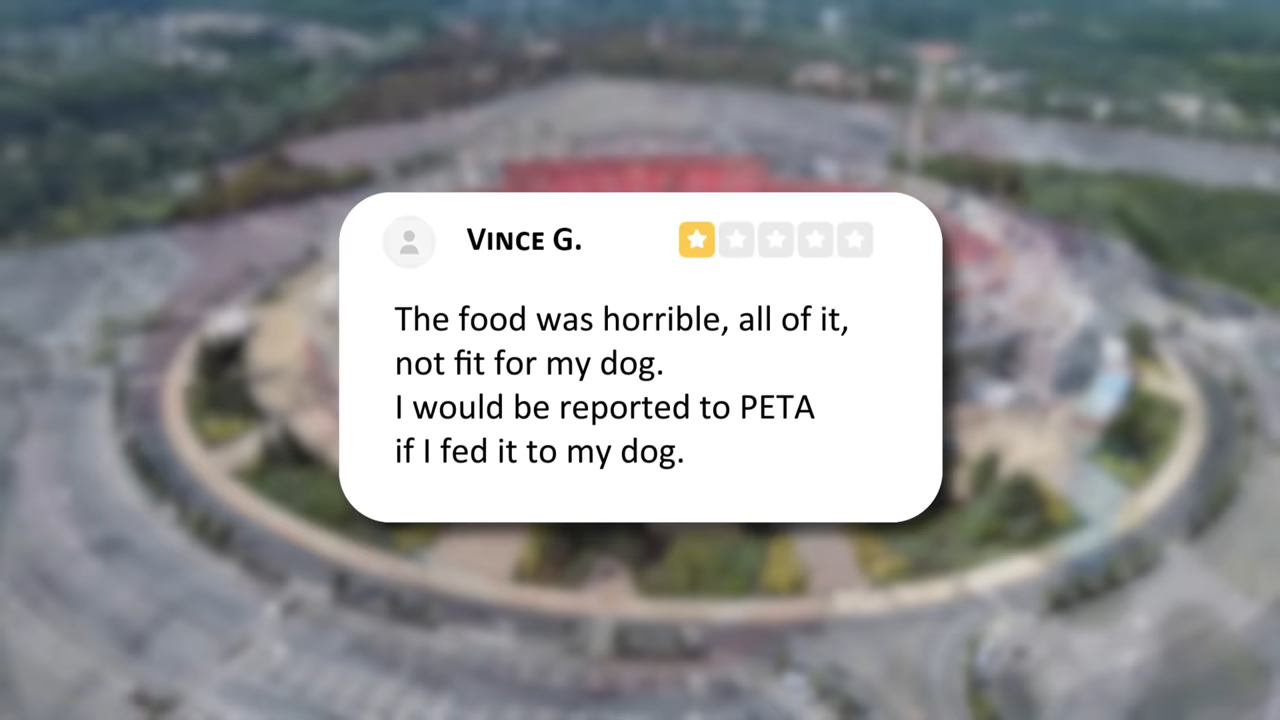 Vince G.
The food was horrible, all of it,
not fit for my dog.
I would be reported to PETA
if I fed it to my dog.